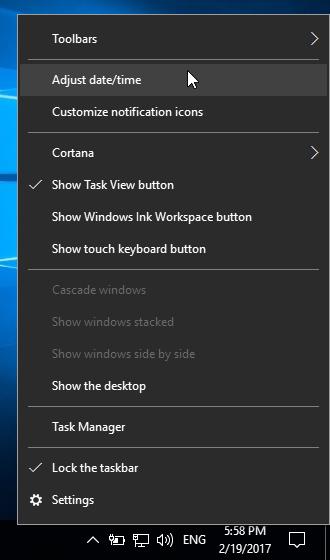 Toolbars
Adjust date/time
Customize notification icons
Cortana
Show Task View button
Show Windows Ink Workspace button
Show touch keyboard button
Cascade windows
Show windows stacked
Show windows side by side
Show the desktop
Task Manager
Lock the taskbar
Settings
ENG
5:58 PM
2/19/2017